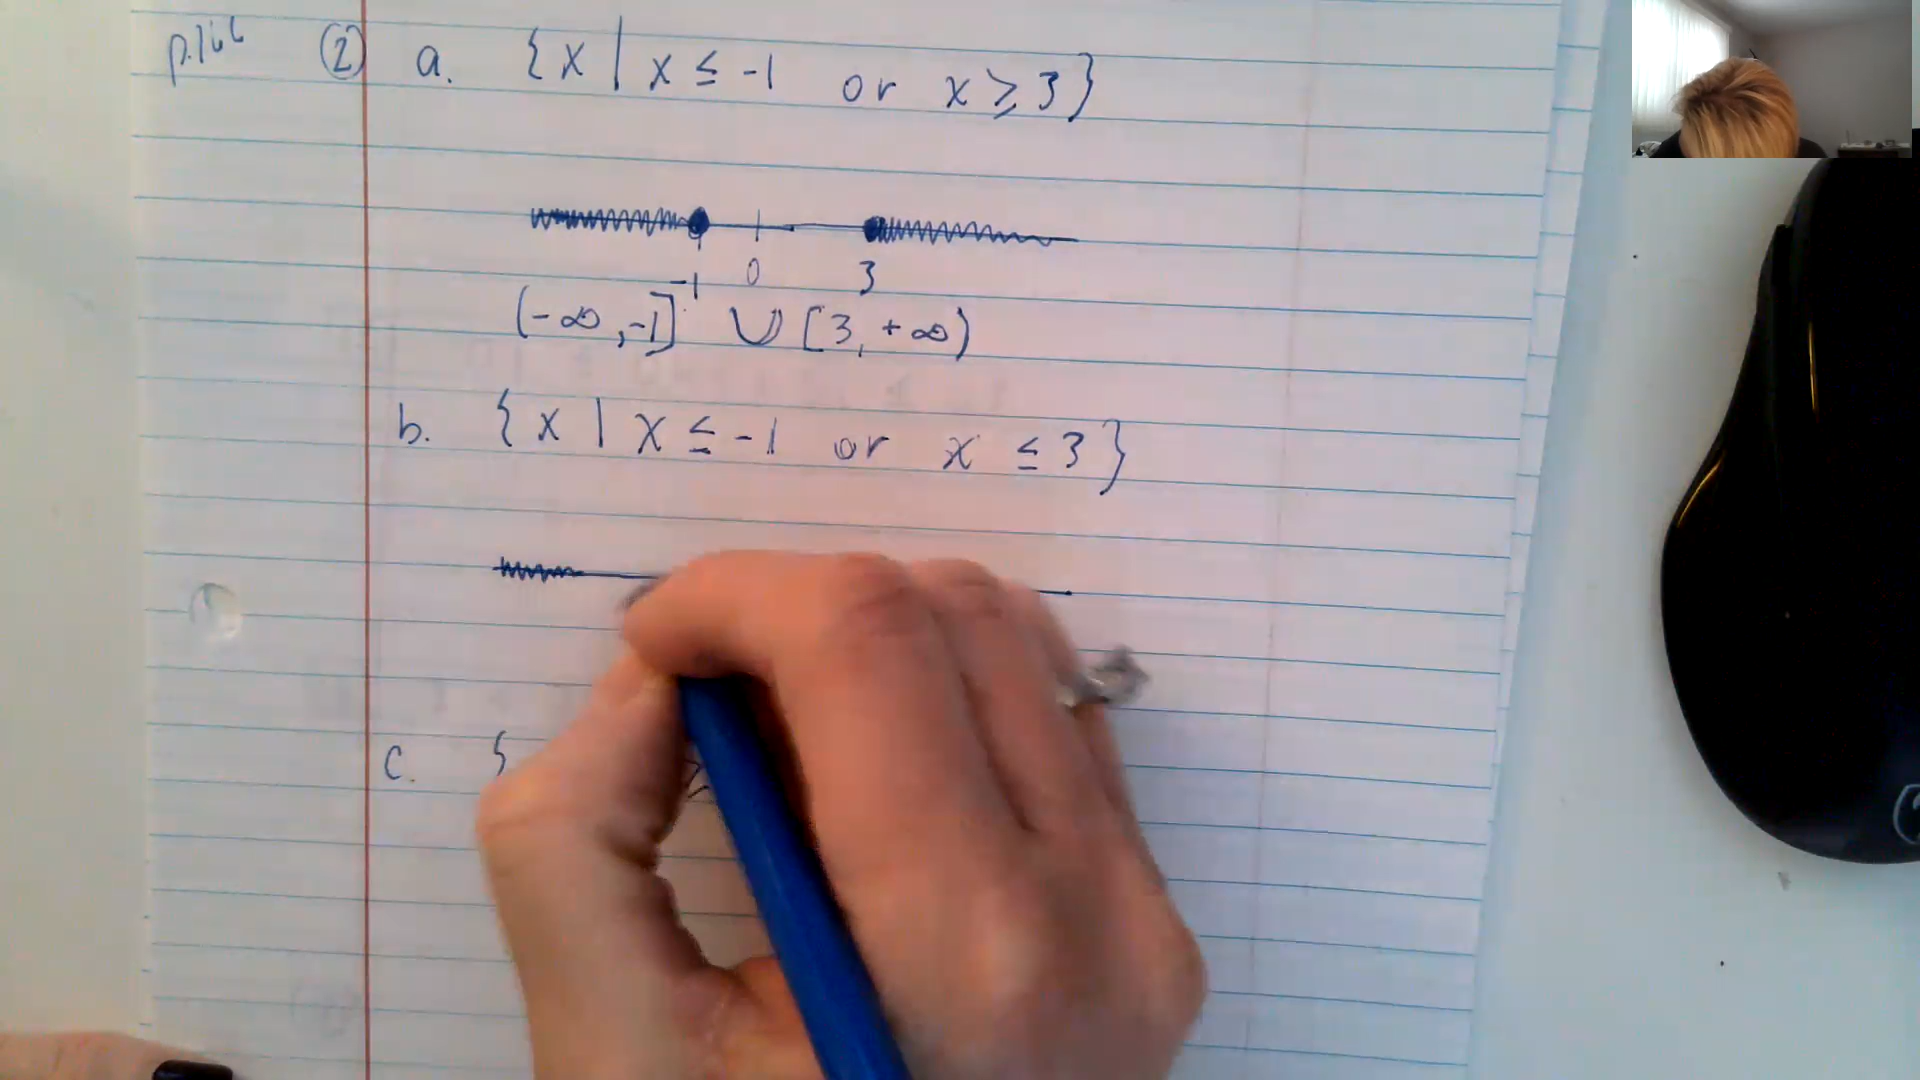 p.166 ② a. {x | x ≤ -1 or x ≥ 3}
-1 0 3
(-∞, -1] ∪ [3, +∞)
b. {x | x ≤ -1 or x ≤ 3}
c. {